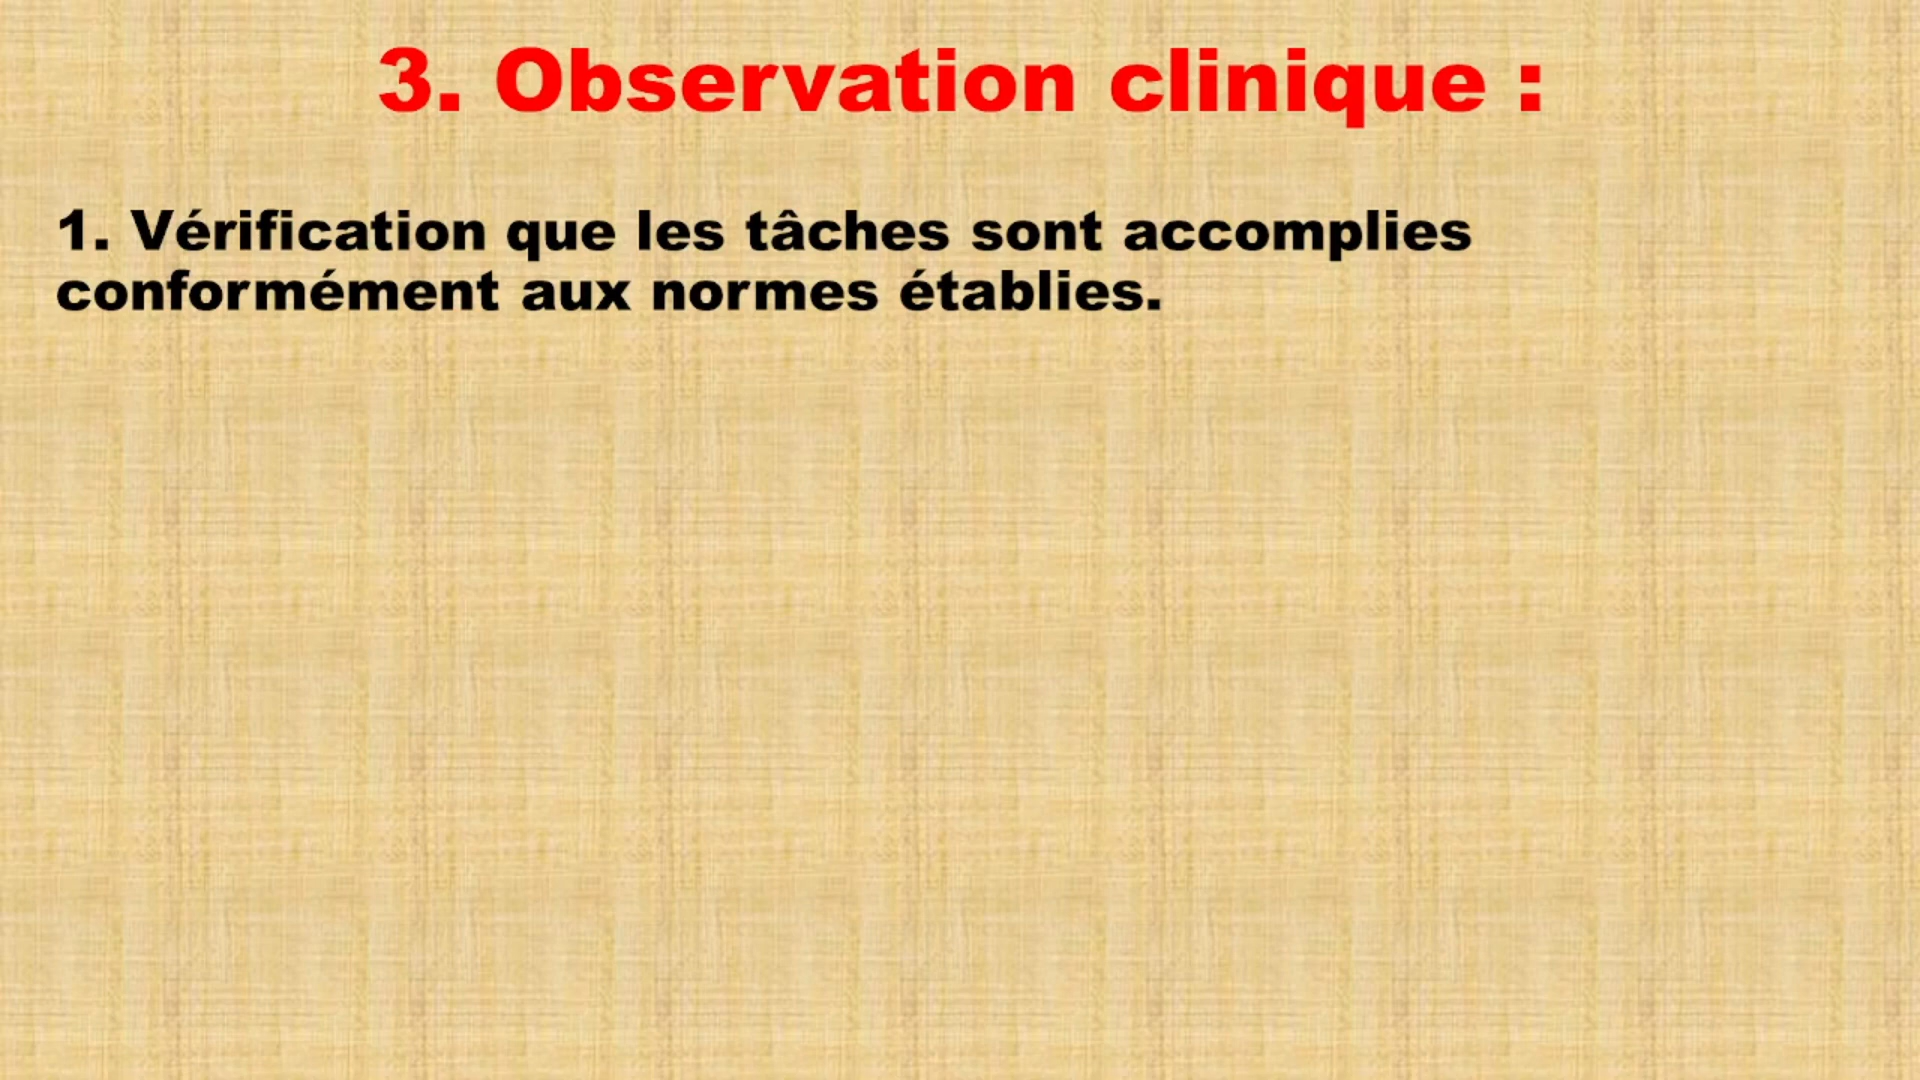 3. Observation clinique :
1. Vérification que les tâches sont accomplies
conformément aux normes établies.